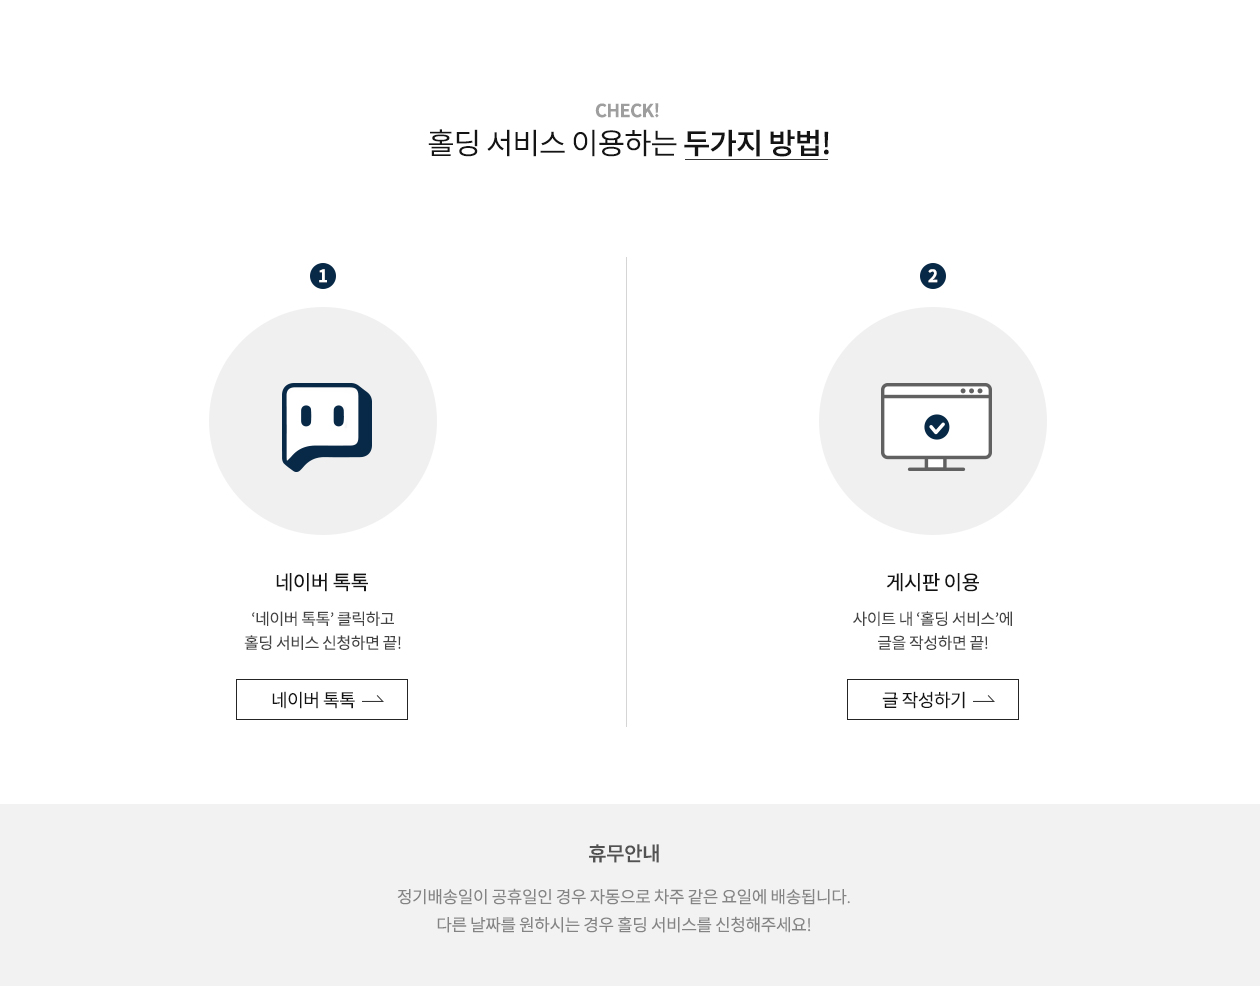 CHECK!
홀딩 서비스 이용하는 두가지 방법!
1
네이버 톡톡
‘네이버 톡톡’ 클릭하고
홀딩 서비스 신청하면 끝!
네이버 톡톡
2
게시판 이용
사이트 내 ‘홀딩 서비스’에
글을 작성하면 끝!
글 작성하기
휴무안내
정기배송일이 공휴일인 경우 자동으로 차주 같은 요일에 배송됩니다.
다른 날짜를 원하시는 경우 홀딩 서비스를 신청해주세요!